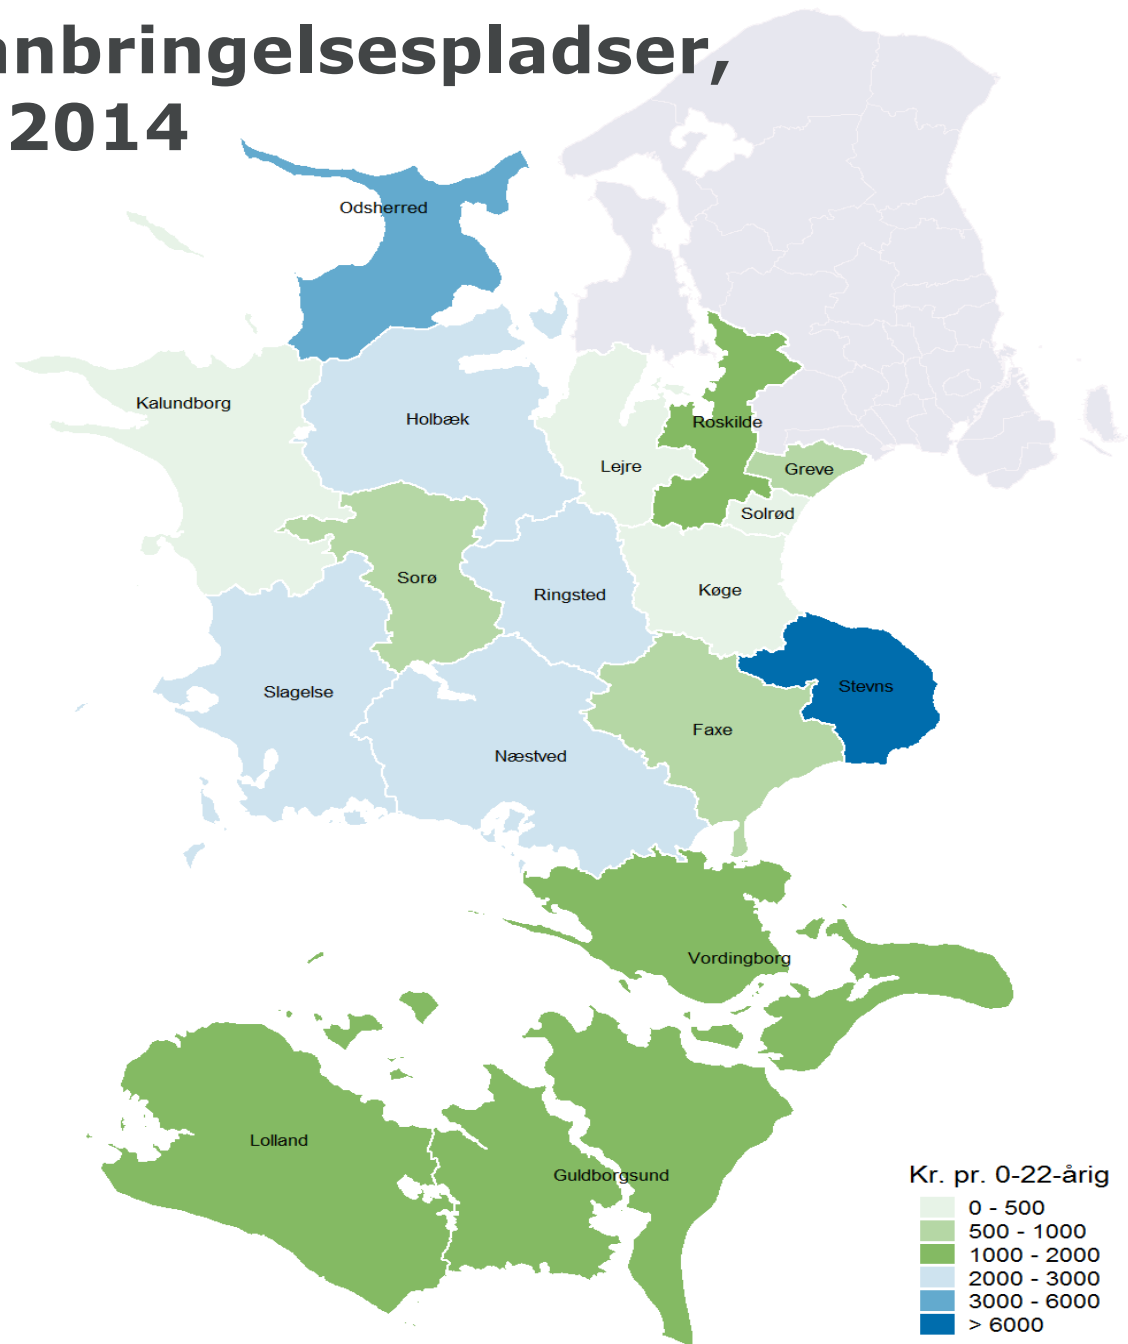 anbringelsespladser,
2014
Odsherred
Kalundborg
Holbæk
Roskilde
Lejre
Greve
Solrød
Sorø
Ringsted
Køge
Slagelse
Stevns
Faxe
Næstved
Vordingborg
Lolland
Guldborgsund
Kr. pr. 0-22-årig
0 - 500
500 - 1000
1000 - 2000
2000 - 3000
3000 - 6000
> 6000